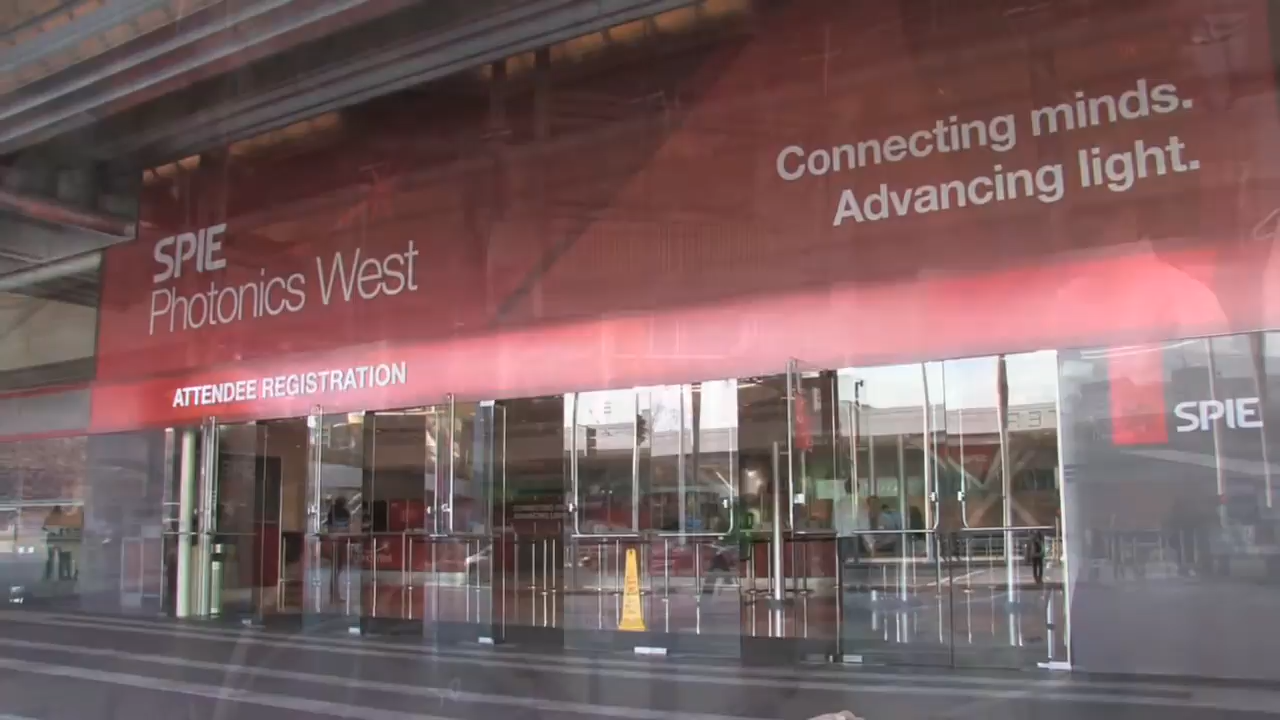 Connecting minds.
Advancing light.
SPIE
Photonics West
ATTENDEE REGISTRATION
SPIE